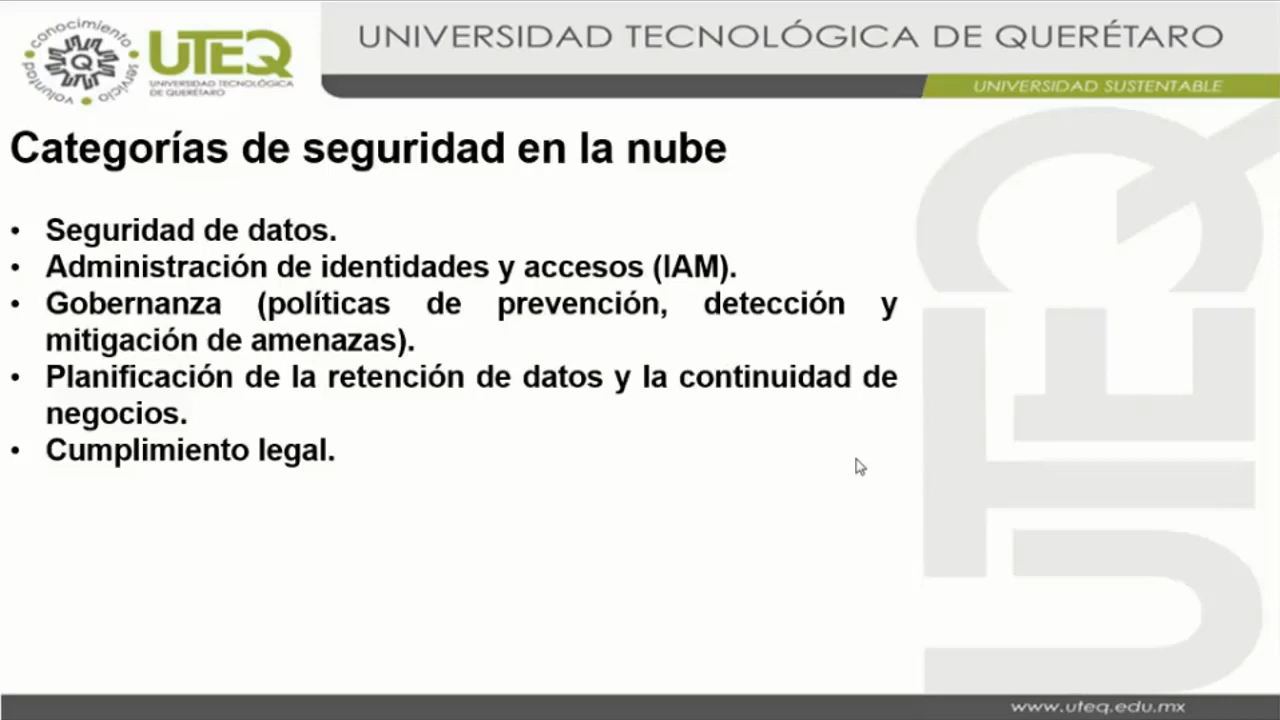 conocimiento
servicio
voluntad
Q
UTEQ
UNIVERSIDAD TECNOLÓGICA
DE QUERÉTARO
UNIVERSIDAD TECNOLÓGICA DE QUERÉTARO
UNIVERSIDAD SUSTENTABLE
Categorías de seguridad en la nube
• Seguridad de datos.
• Administración de identidades y accesos (IAM).
• Gobernanza (políticas de prevención, detección y
mitigación de amenazas).
• Planificación de la retención de datos y la continuidad de
negocios.
• Cumplimiento legal.
UTEQ
www.uteq.edu.mx